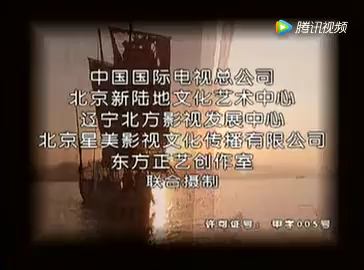 腾讯视频
中国国际电视总公司
北京新陆地文化艺术中心
辽宁北方影视发展中心
北京星美影视文化传播有限公司
东方正艺创作室
联合摄制
许可证号： 甲字005号